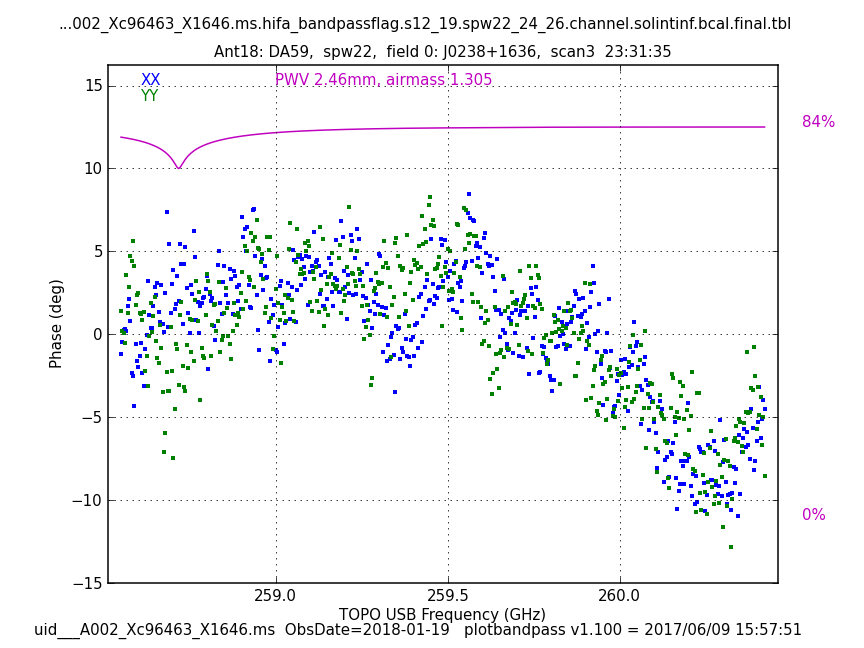 ...002_Xc96463_X1646.ms.hifa_bandpassflag.s12_19.spw22_24_26.channel.solintinf.bcal.final.tbl
Ant18: DA59, spw22, field 0: J0238+1636, scan3 23:31:35
XX
PWV 2.46mm, airmass 1.305
YY
84%
0%
15
10
5
0
−5
−10
−15
Phase (deg)
259.0
259.5
260.0
TOPO USB Frequency (GHz)
uid___A002_Xc96463_X1646.ms ObsDate=2018-01-19 plotbandpass v1.100 = 2017/06/09 15:57:51